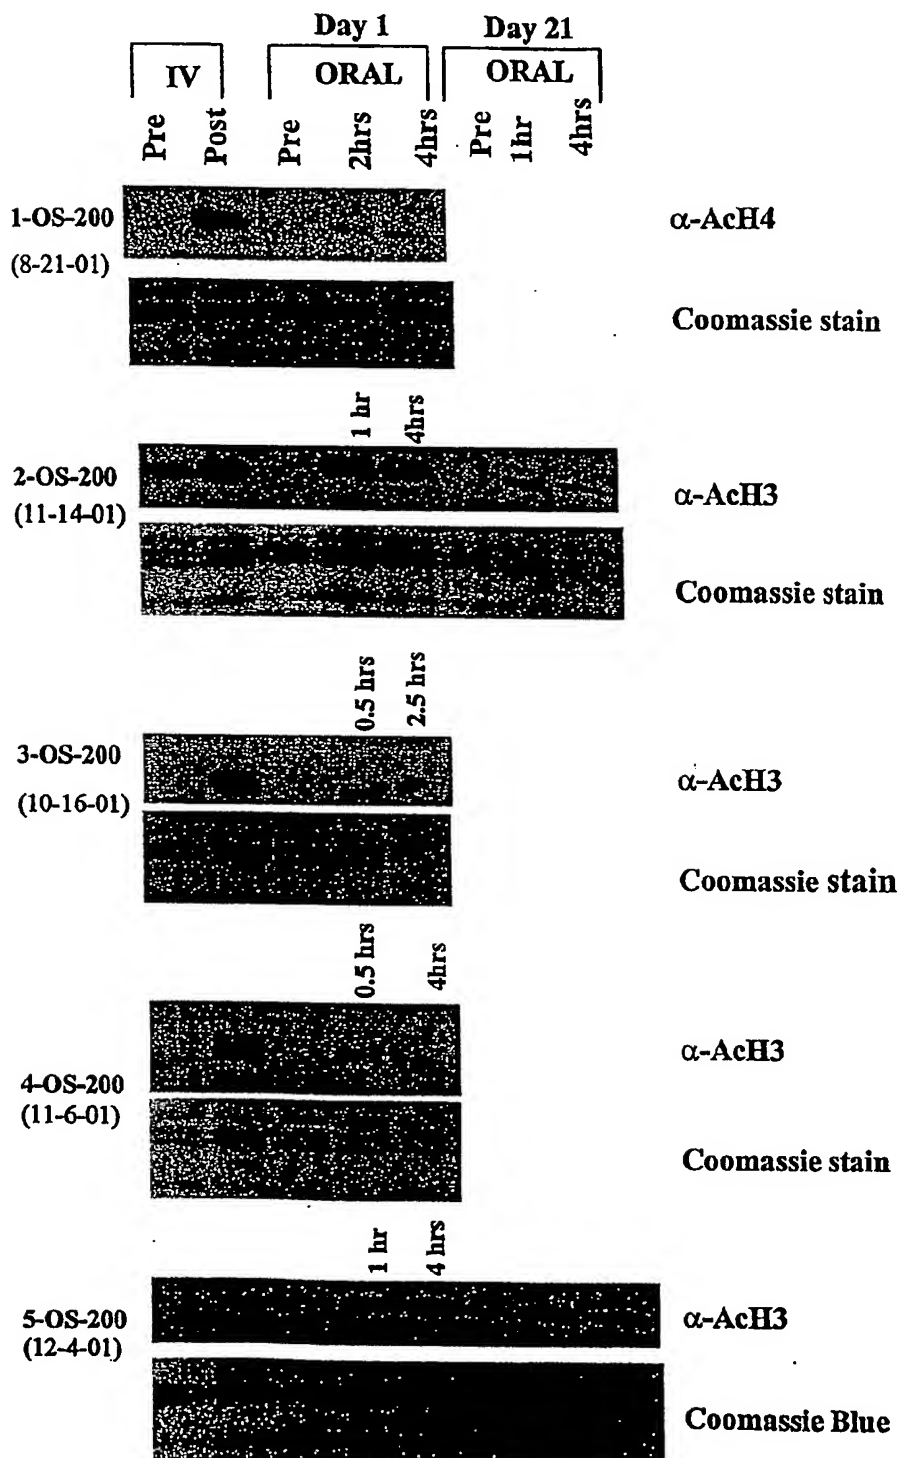 Day 1 Day 21
IV ORAL ORAL
Pre Post Pre 2hrs 4hrs Pre 1hr 4hrs
1-OS-200 α-AcH4
(8-21-01)
Coomassie stain
1 hr 4hrs
2-OS-200 α-AcH3
(11-14-01)
Coomassie stain
0.5 hrs 2.5 hrs
3-OS-200 α-AcH3
(10-16-01)
Coomassie stain
0.5 hrs 4hrs
α-AcH3
4-OS-200
(11-6-01)
Coomassie stain
1 hr 4 hrs
5-OS-200 α-AcH3
(12-4-01)
Coomassie Blue